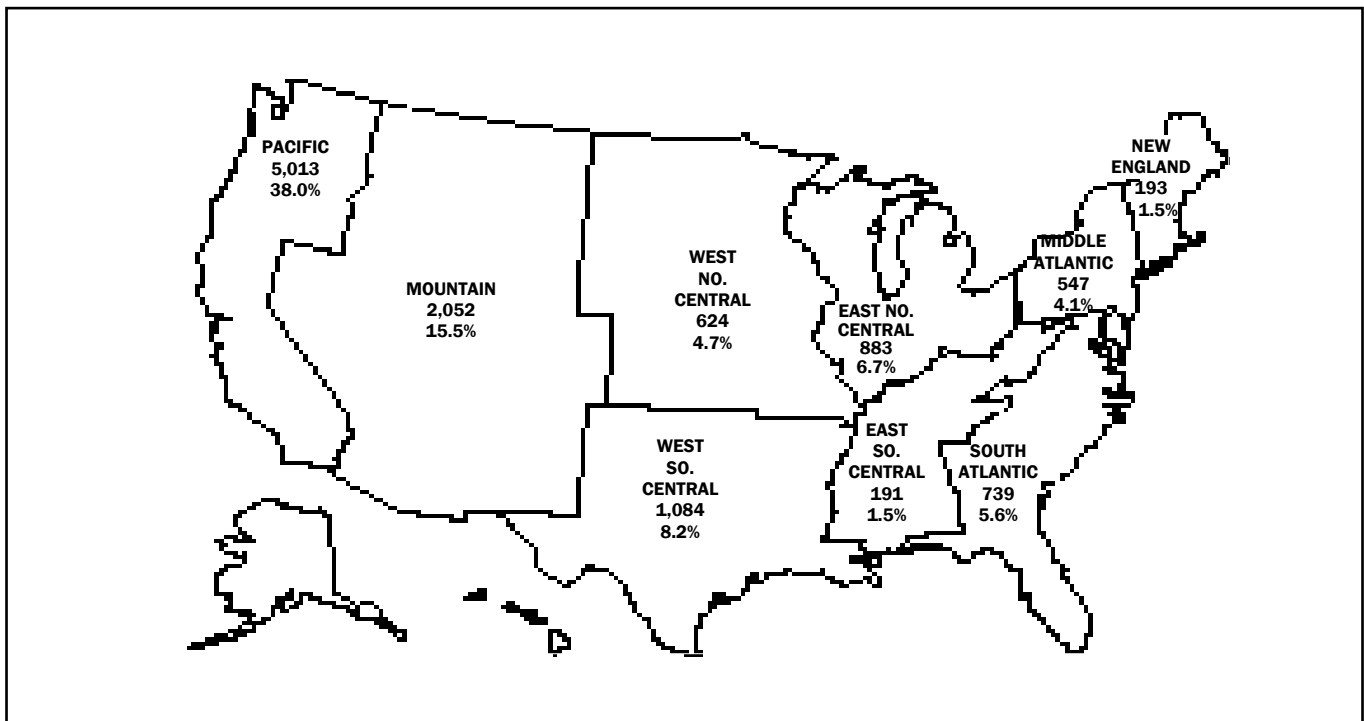 PACIFIC
5,013
38.0%
MOUNTAIN
2,052
15.5%
WEST
NO.
CENTRAL
624
4.7%
EAST NO.
CENTRAL
883
6.7%
NEW
ENGLAND
193
1.5%
MIDDLE
ATLANTIC
547
4.1%
WEST
SO.
CENTRAL
1,084
8.2%
EAST
SO.
CENTRAL
191
1.5%
SOUTH
ATLANTIC
739
5.6%